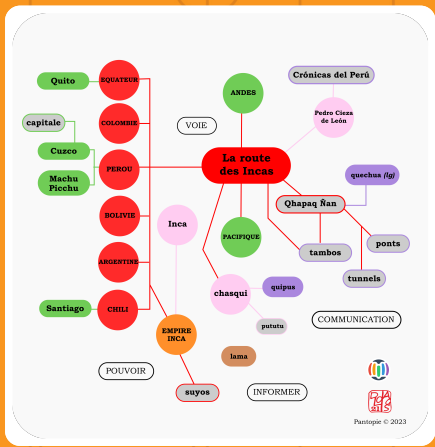 Crónicas del Perú
Quito
EQUATEUR
ANDES
Pedro Cieza
de León
capitale
COLOMBIE
VOIE
Cuzco
PEROU
La route
des Incas
Machu
Picchu
quechua (lg)
Qhapaq Ñan
BOLIVIE
Inca
PACIFIQUE
ponts
tambos
ARGENTINE
tunnels
chasqui
quipus
Santiago
CHILI
pututu
COMMUNICATION
EMPIRE
INCA
lama
POUVOIR
suyos
INFORMER
Pantopic © 2023